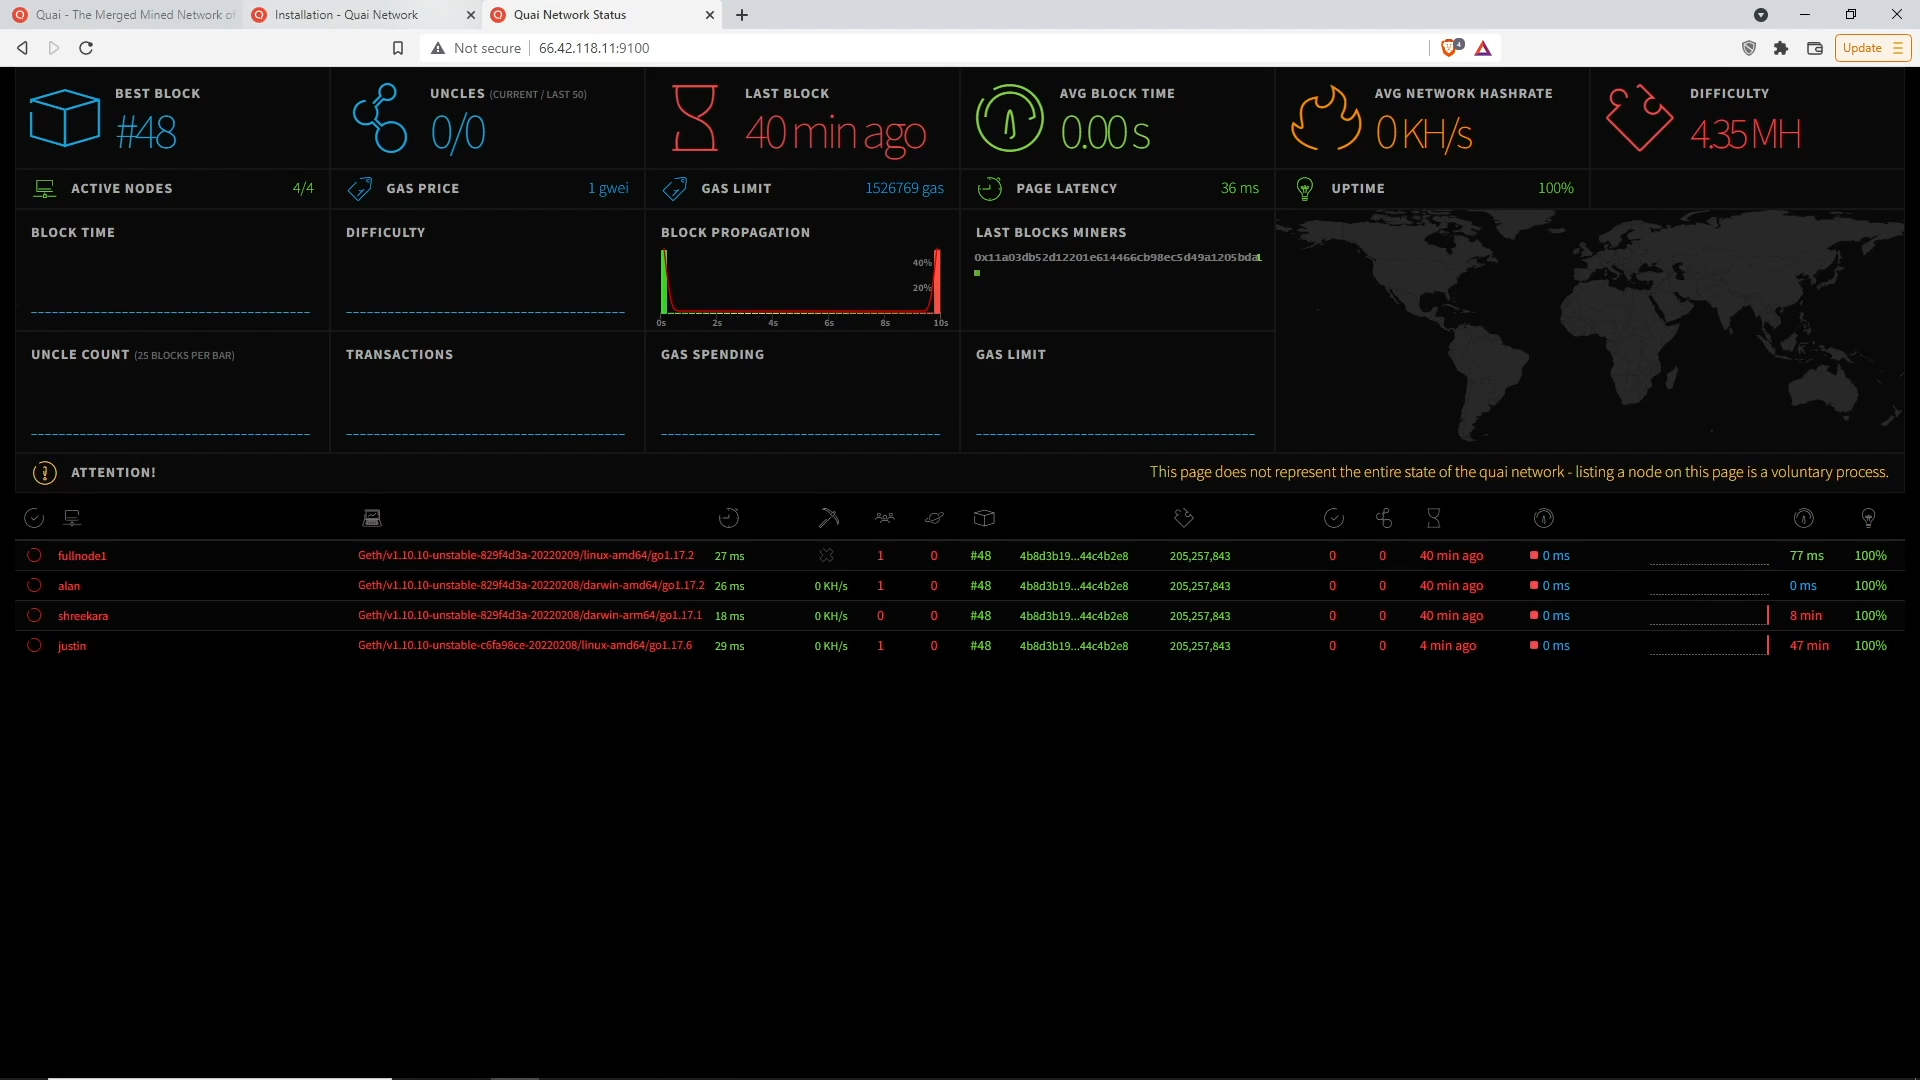 Quai - The Merged Mined Network of
Installation - Quai Network
Quai Network Status
Not secure
66.42.118.11:9100
4
Update
BEST BLOCK
#48
UNCLES (CURRENT / LAST 50)
0/0
LAST BLOCK
40 min ago
AVG BLOCK TIME
0.00 s
AVG NETWORK HASHRATE
0 KH/s
DIFFICULTY
4.35 MH
ACTIVE NODES 4/4
GAS PRICE 1 gwei
GAS LIMIT 1526769 gas
PAGE LATENCY 36 ms
UPTIME 100%
BLOCK TIME
DIFFICULTY
BLOCK PROPAGATION
40%
20%
0s 2s 4s 6s 8s 10s
LAST BLOCKS MINERS
0x11a03db52d12201e614466cb98ec5d49a1205bda 1
UNCLE COUNT (25 BLOCKS PER BAR)
TRANSACTIONS
GAS SPENDING
GAS LIMIT
ATTENTION!
This page does not represent the entire state of the quai network - listing a node on this page is a voluntary process.
fullnode1 Geth/v1.10.10-unstable-829f4d3a-20220209/linux-amd64/go1.17.2 27 ms 1 0 #48 4b8d3b19...44c4b2e8 205,257,843 0 0 40 min ago 0 ms 77 ms 100%
alan Geth/v1.10.10-unstable-829f4d3a-20220208/darwin-amd64/go1.17.2 26 ms 0 KH/s 1 0 #48 4b8d3b19...44c4b2e8 205,257,843 0 0 40 min ago 0 ms 0 ms 100%
shreekara Geth/v1.10.10-unstable-829f4d3a-20220208/darwin-arm64/go1.17.1 18 ms 0 KH/s 0 0 #48 4b8d3b19...44c4b2e8 205,257,843 0 0 40 min ago 0 ms 8 min 100%
justin Geth/v1.10.10-unstable-c6fa98ce-20220208/linux-amd64/go1.17.6 29 ms 0 KH/s 1 0 #48 4b8d3b19...44c4b2e8 205,257,843 0 0 4 min ago 0 ms 47 min 100%